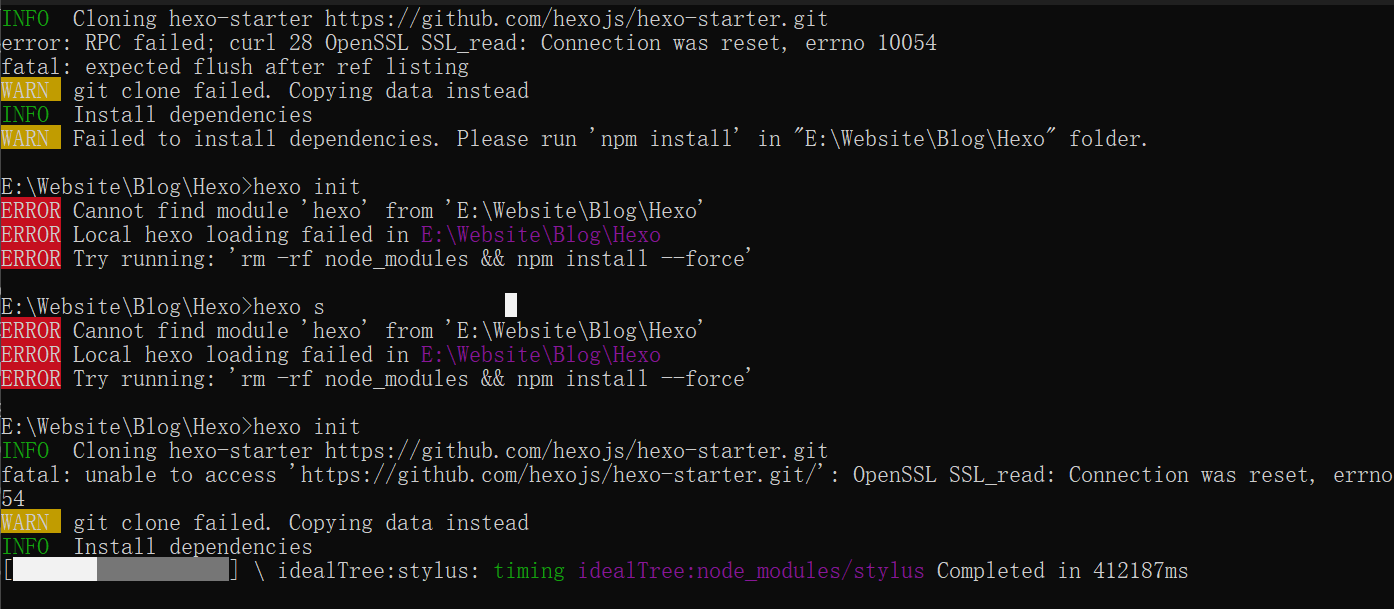 INFO  Cloning hexo-starter https://github.com/hexojs/hexo-starter.git
error: RPC failed; curl 28 OpenSSL SSL_read: Connection was reset, errno 10054
fatal: expected flush after ref listing
WARN  git clone failed. Copying data instead
INFO  Install dependencies
WARN  Failed to install dependencies. Please run 'npm install' in "E:\Website\Blog\Hexo" folder.
E:\Website\Blog\Hexo>hexo init
ERROR Cannot find module 'hexo' from 'E:\Website\Blog\Hexo'
ERROR Local hexo loading failed in E:\Website\Blog\Hexo
ERROR Try running: 'rm -rf node_modules && npm install --force'
E:\Website\Blog\Hexo>hexo s
ERROR Cannot find module 'hexo' from 'E:\Website\Blog\Hexo'
ERROR Local hexo loading failed in E:\Website\Blog\Hexo
ERROR Try running: 'rm -rf node_modules && npm install --force'
E:\Website\Blog\Hexo>hexo init
INFO  Cloning hexo-starter https://github.com/hexojs/hexo-starter.git
fatal: unable to access 'https://github.com/hexojs/hexo-starter.git/': OpenSSL SSL_read: Connection was reset, errno
54
WARN  git clone failed. Copying data instead
INFO  Install dependencies
[] \ idealTree:stylus: timing idealTree:node_modules/stylus Completed in 412187ms